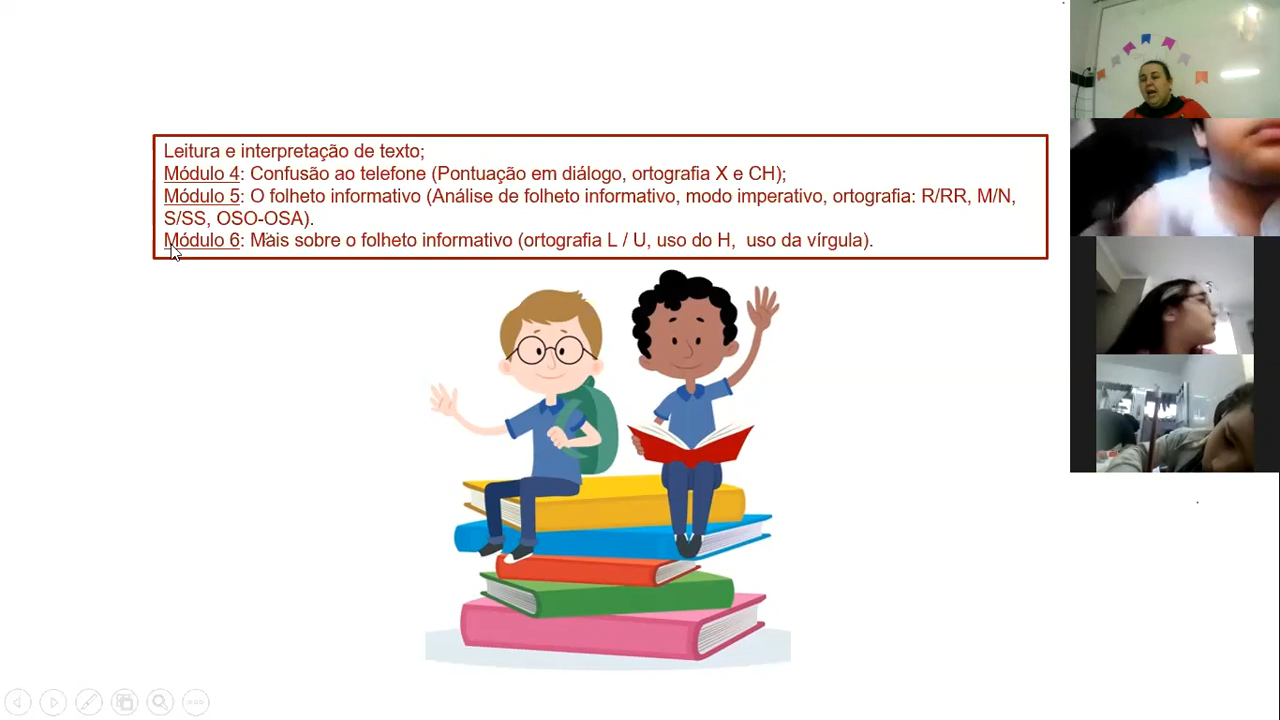 Leitura e interpretação de texto;
Módulo 4: Confusão ao telefone (Pontuação em diálogo, ortografia X e CH);
Módulo 5: O folheto informativo (Análise de folheto informativo, modo imperativo, ortografia: R/RR, M/N,
S/SS, OSO-OSA).
Módulo 6: Mais sobre o folheto informativo (ortografia L / U, uso do H,  uso da vírgula).